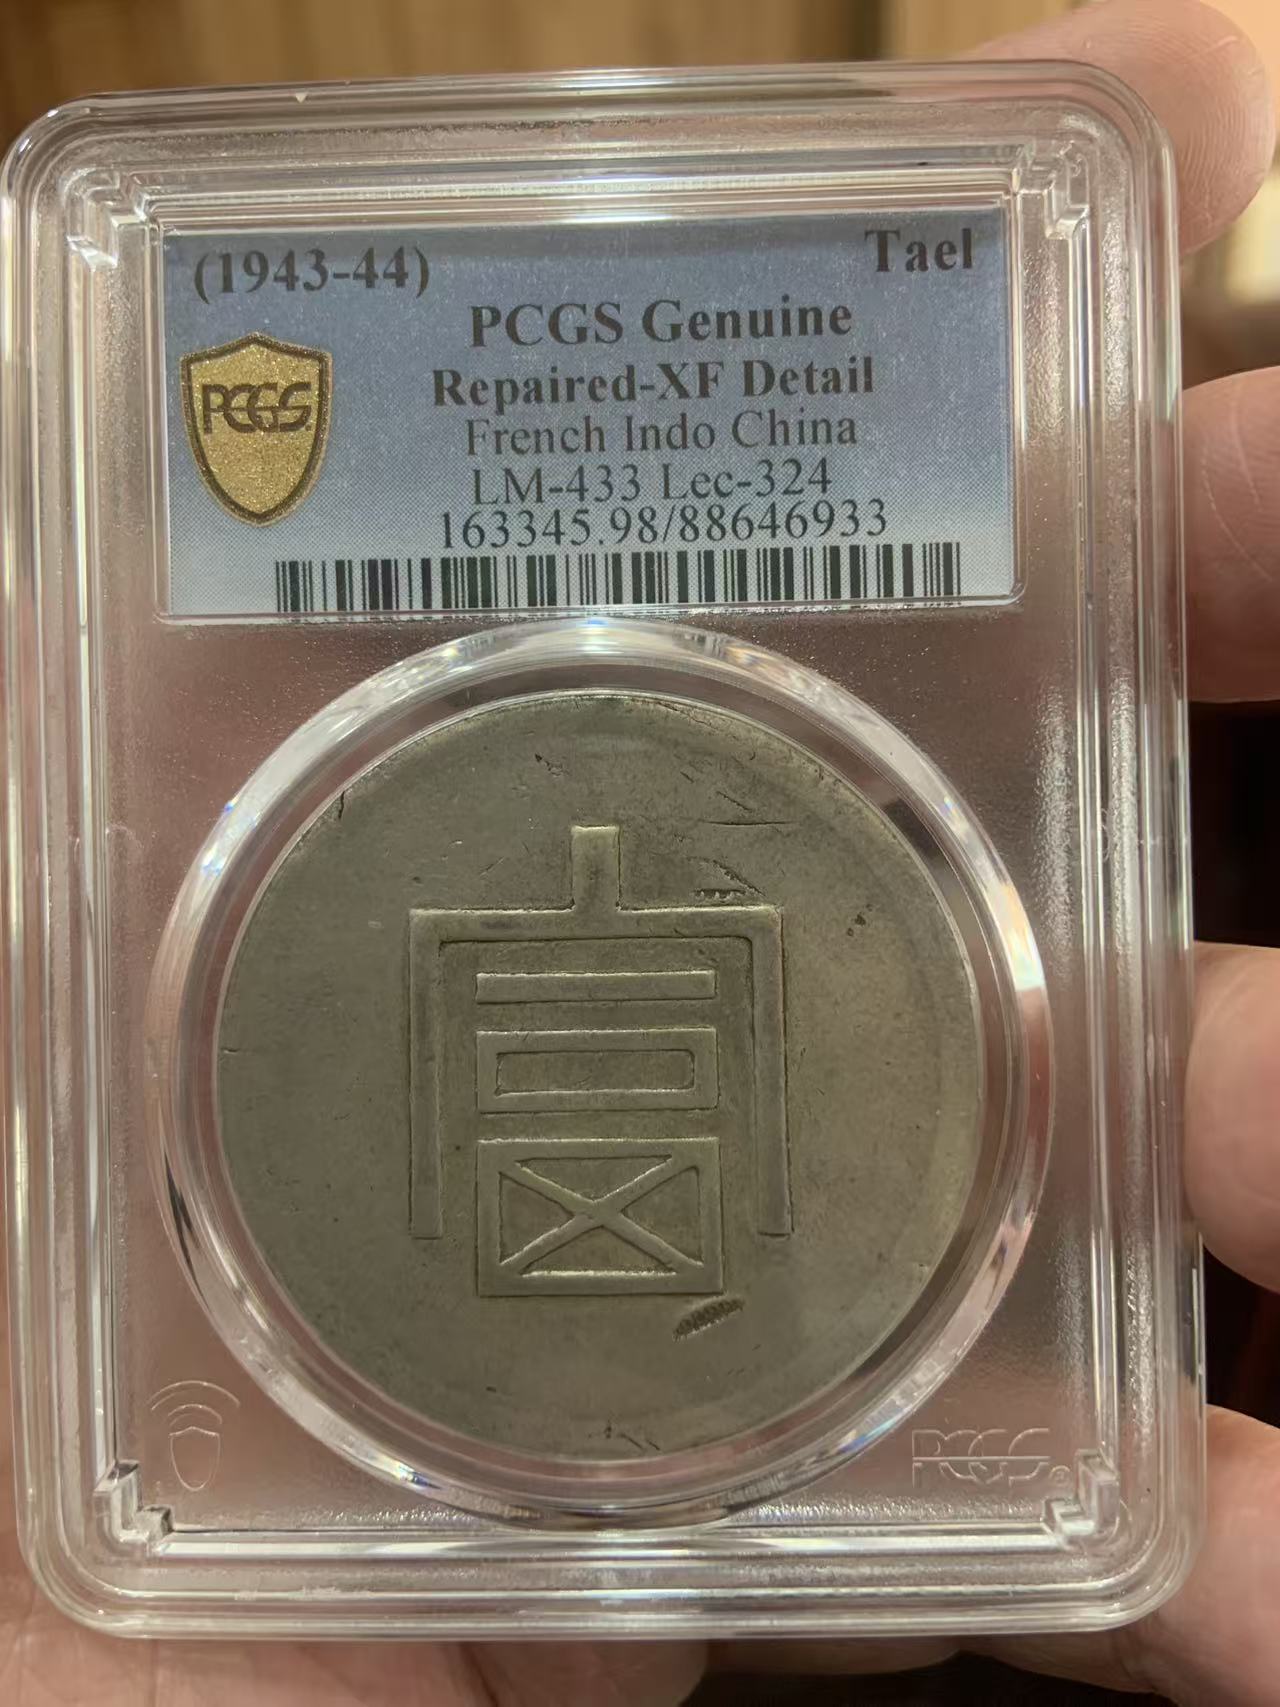 (1943-44)
Tael
PCGS Genuine
PCGS
Repaired-XF Detail
French Indo China
LM-433 Lec-324
163345.98/88646933
富
PCGS